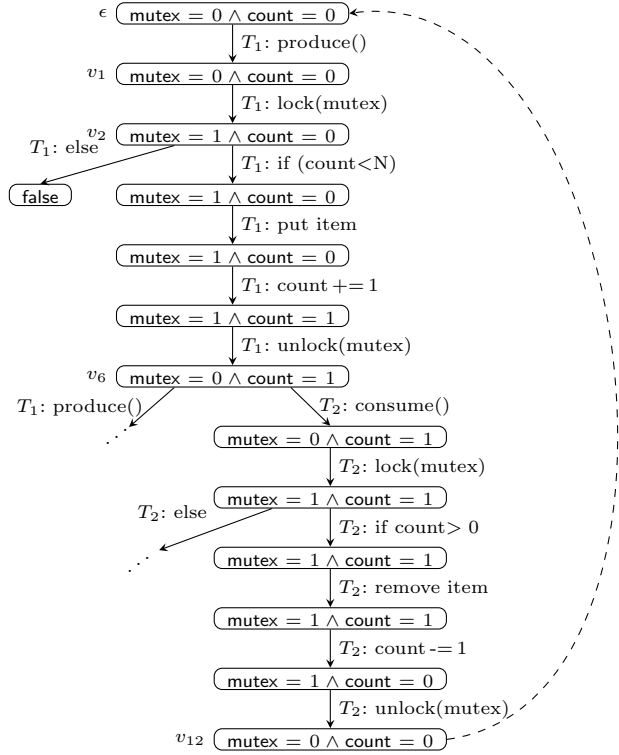 ϵ mutex = 0 ∧ count = 0
T₁: produce()
v₁ mutex = 0 ∧ count = 0
T₁: lock(mutex)
v₂ mutex = 1 ∧ count = 0
T₁: else T₁: if (count<N)
false mutex = 1 ∧ count = 0
T₁: put item
mutex = 1 ∧ count = 0
T₁: count += 1
mutex = 1 ∧ count = 1
T₁: unlock(mutex)
v₆ mutex = 0 ∧ count = 1
T₁: produce() T₂: consume()
... mutex = 0 ∧ count = 1
T₂: lock(mutex)
mutex = 1 ∧ count = 1
T₂: else T₂: if count> 0
... mutex = 1 ∧ count = 1
T₂: remove item
mutex = 1 ∧ count = 1
T₂: count -= 1
mutex = 1 ∧ count = 0
T₂: unlock(mutex)
v₁₂ mutex = 0 ∧ count = 0